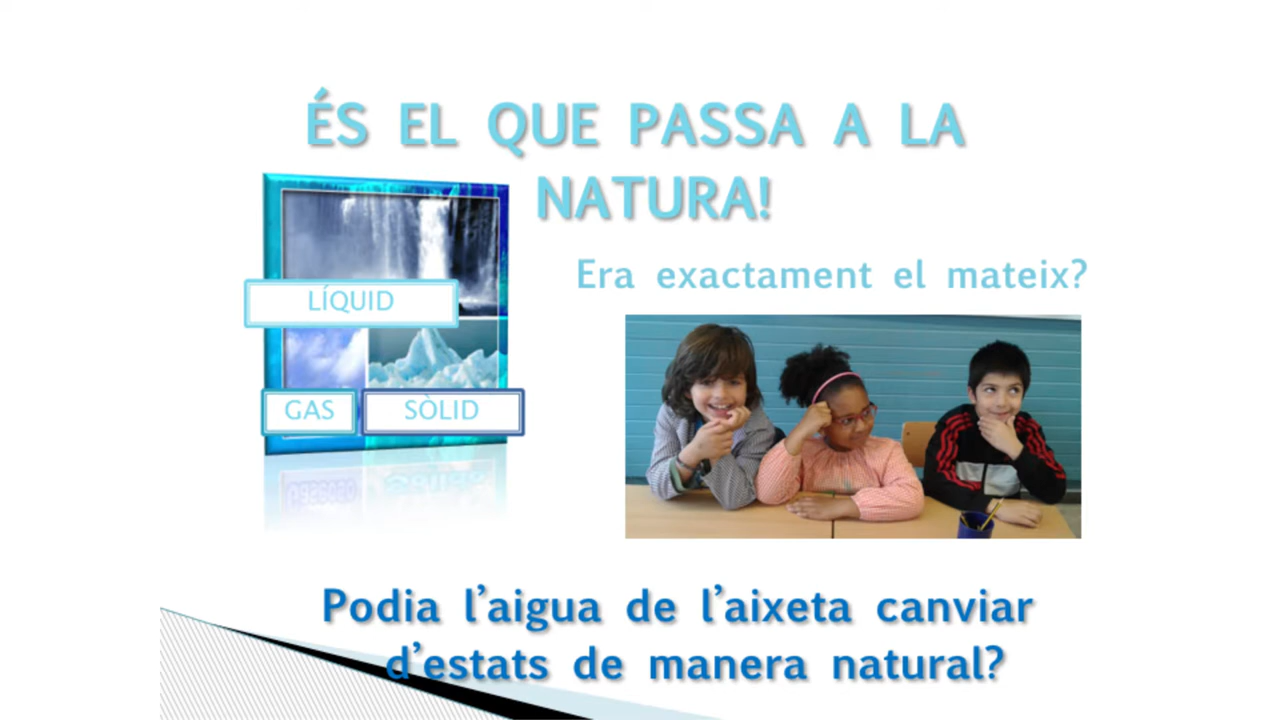 ÉS EL QUE PASSA A LA
NATURA!
Era exactament el mateix?
LÍQUID
GAS
SÒLID
Podia l’aigua de l’aixeta canviar
d’estats de manera natural?